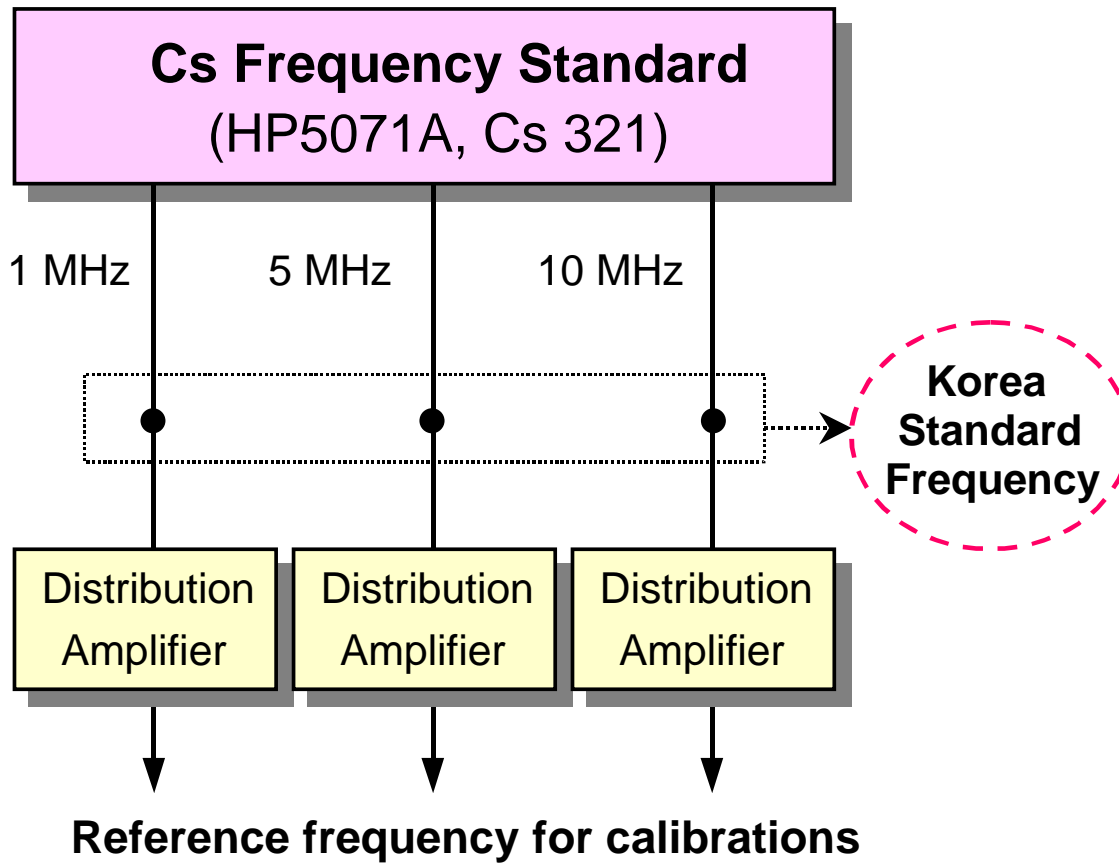 Cs Frequency Standard
(HP5071A, Cs 321)
1 MHz
5 MHz
10 MHz
Korea
Standard
Frequency
Distribution
Amplifier
Distribution
Amplifier
Distribution
Amplifier
Reference frequency for calibrations